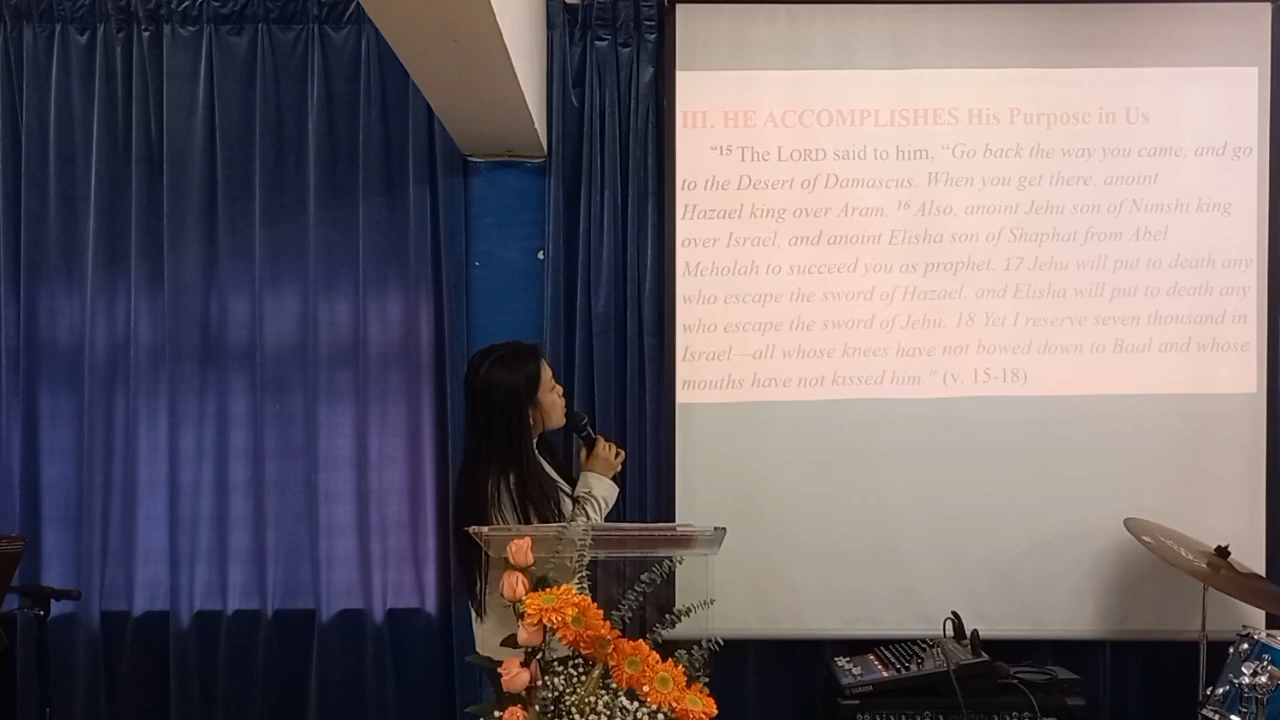 III. HE ACCOMPLISHES His Purpose in Us
“15 The LORD said to him, “Go back the way you came, and go
to the Desert of Damascus. When you get there, anoint
Hazael king over Aram. 16 Also, anoint Jehu son of Nimshi king
over Israel, and anoint Elisha son of Shaphat from Abel
Meholah to succeed you as prophet. 17 Jehu will put to death any
who escape the sword of Hazael, and Elisha will put to death any
who escape the sword of Jehu. 18 Yet I reserve seven thousand in
Israel—all whose knees have not bowed down to Baal and whose
mouths have not kissed him.” (v. 15-18)
YAMAHA